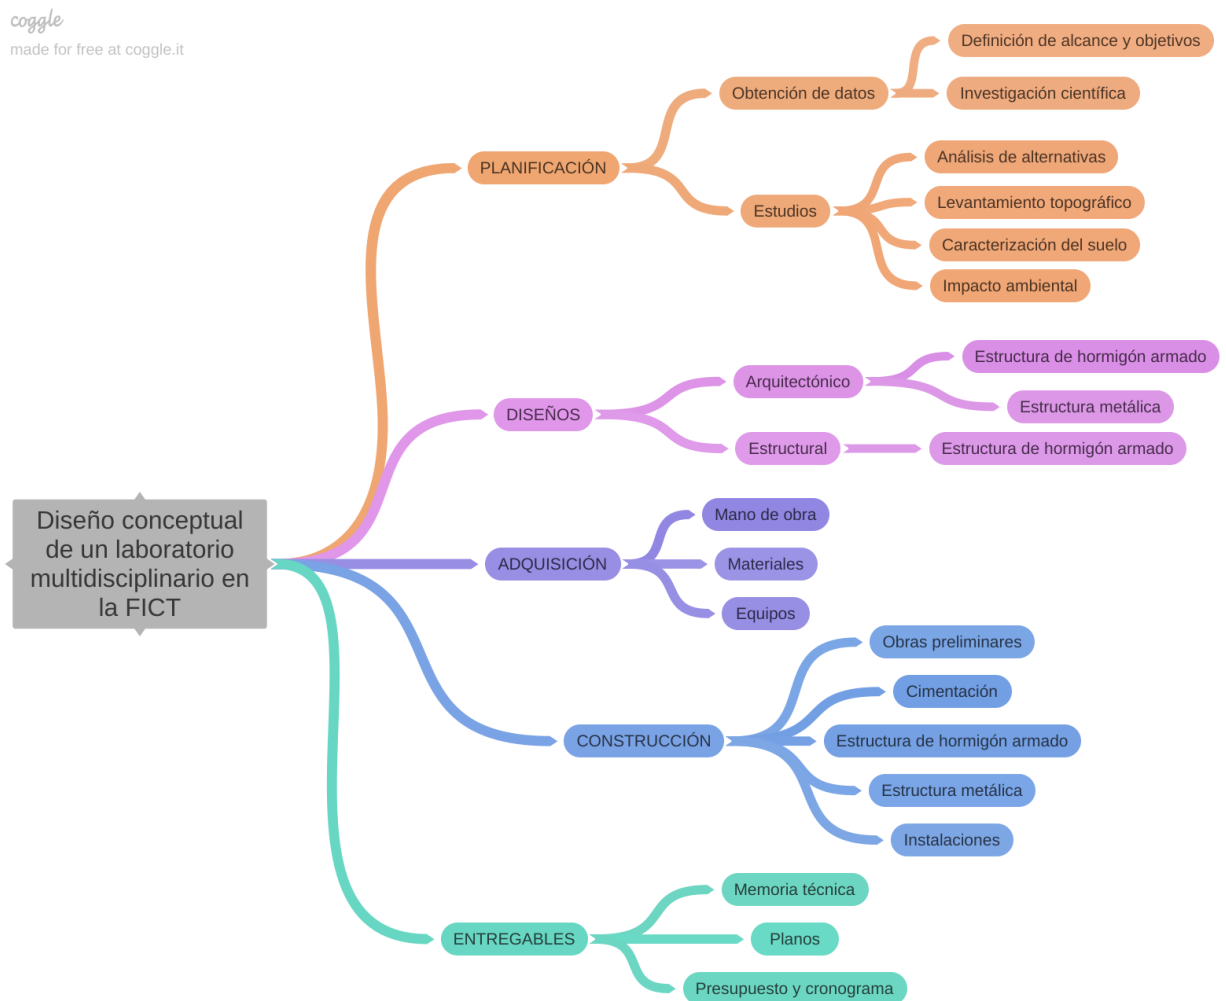 coggle
made for free at coggle.it
Diseño conceptual
de un laboratorio
multidisciplinario en
la FICT
PLANIFICACIÓN
Obtención de datos
Definición de alcance y objetivos
Investigación científica
Estudios
Análisis de alternativas
Levantamiento topográfico
Caracterización del suelo
Impacto ambiental
DISEÑOS
Arquitectónico
Estructura de hormigón armado
Estructura metálica
Estructural
Estructura de hormigón armado
ADQUISICIÓN
Mano de obra
Materiales
Equipos
CONSTRUCCIÓN
Obras preliminares
Cimentación
Estructura de hormigón armado
Estructura metálica
Instalaciones
ENTREGABLES
Memoria técnica
Planos
Presupuesto y cronograma